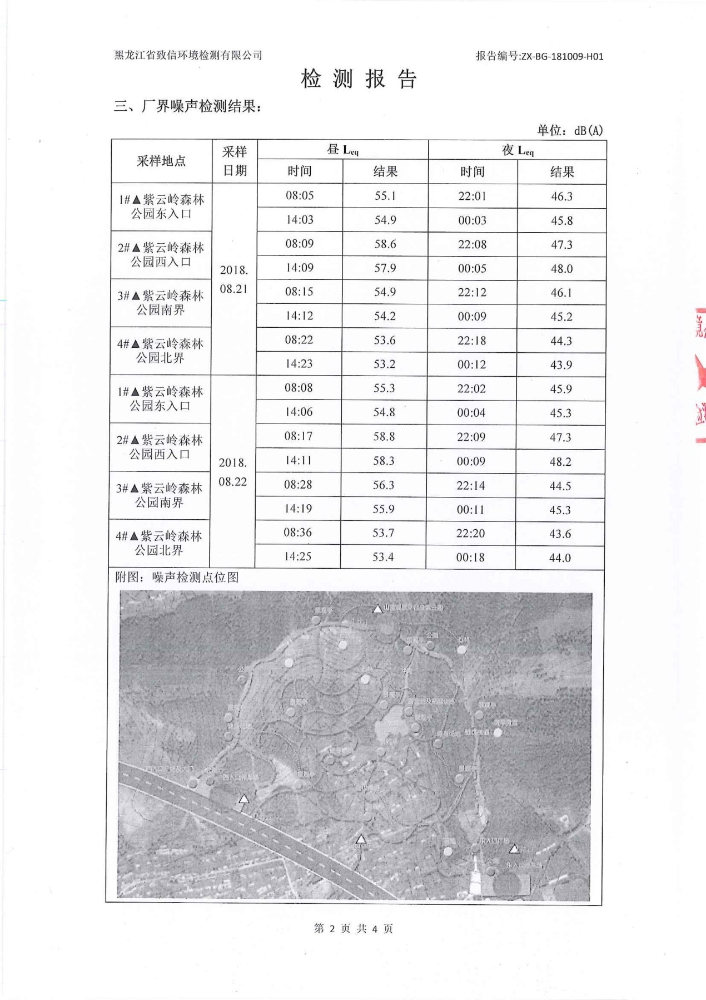 黑龙江省致信环境检测有限公司 报告编号:ZX-BG-181009-H01
检测报告
三、厂界噪声检测结果：
单位：dB(A)
采样地点 采样日期 昼 Leq 夜 Leq
时间 结果 时间 结果
1#▲紫云岭森林公园东入口 2018.08.21 08:05 55.1 22:01 46.3
14:03 54.9 00:03 45.8
2#▲紫云岭森林公园西入口 08:09 58.6 22:08 47.3
14:09 57.9 00:05 48.0
3#▲紫云岭森林公园南界 08:15 54.9 22:12 46.1
14:12 54.2 00:09 45.2
4#▲紫云岭森林公园北界 08:22 53.6 22:18 44.3
14:23 53.2 00:12 43.9
1#▲紫云岭森林公园东入口 2018.08.22 08:08 55.3 22:02 45.9
14:06 54.8 00:04 45.3
2#▲紫云岭森林公园西入口 08:17 58.8 22:09 47.3
14:11 58.3 00:09 48.2
3#▲紫云岭森林公园南界 08:28 56.3 22:14 44.5
14:19 55.9 00:11 45.3
4#▲紫云岭森林公园北界 08:36 53.7 22:20 43.6
14:25 53.4 00:18 44.0
附图：噪声检测点位图
公园
石林
东入口广场
第 2 页 共 4 页